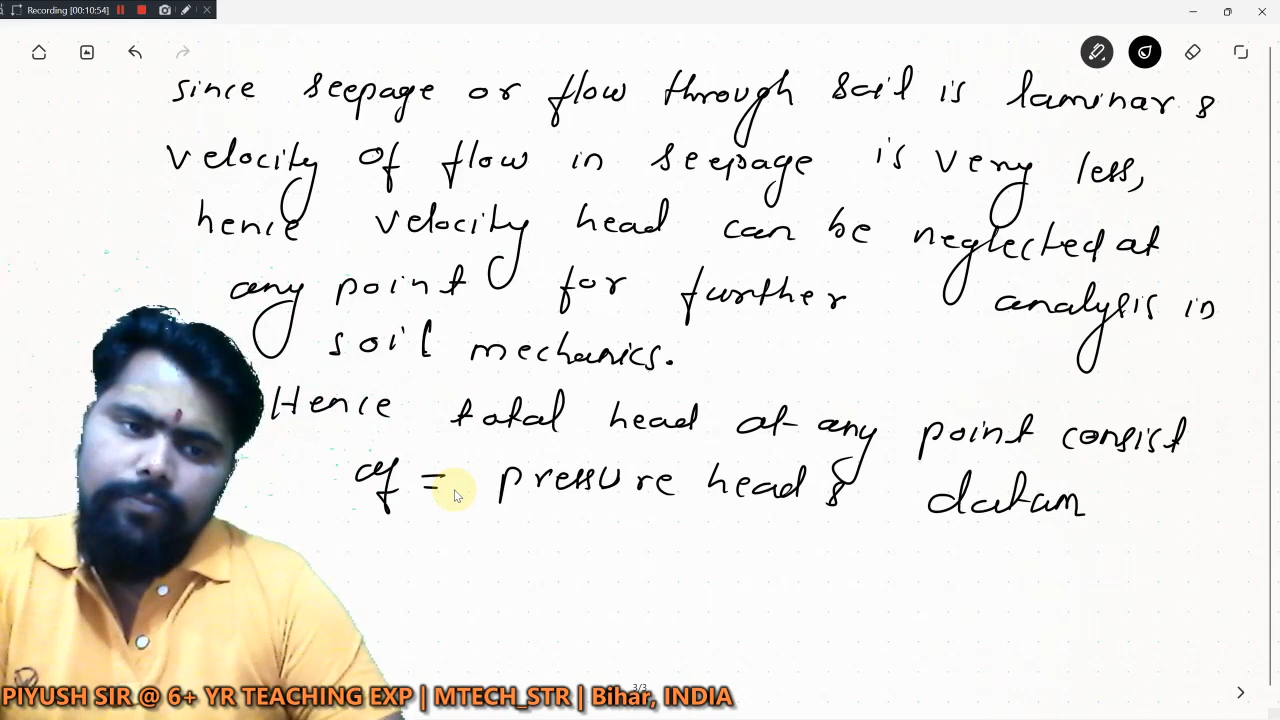 Recording [00:10:54]
since seepage or flow through soil is laminar &
velocity of flow in seepage is very less,
hence velocity head can be neglected at
any point for further analysis in
soil mechanics.
Hence total head at any point consist
of = pressure head & datum
3/3
PIYUSH SIR @ 6+ YR TEACHING EXP | MTECH_STR | Bihar, INDIA